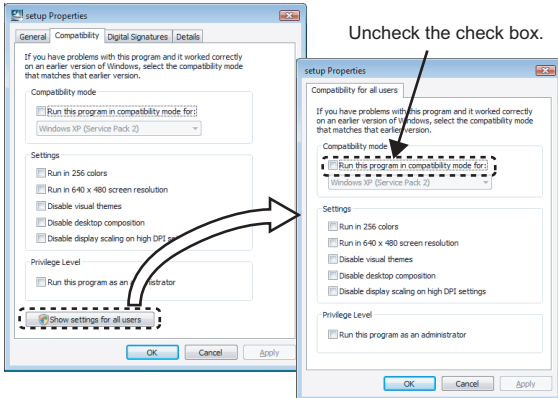 setup Properties
General Compatibility Digital Signatures Details
If you have problems with this program and it worked correctly
on an earlier version of Windows, select the compatibility mode
that matches that earlier version.
Compatibility mode
Run this program in compatibility mode for:
Windows XP (Service Pack 2)
Settings
Run in 256 colors
Run in 640 x 480 screen resolution
Disable visual themes
Disable desktop composition
Disable display scaling on high DPI se
Privilege Level
Run this program as an administrator
Show settings for all users
OK Cancel Apply
Uncheck the check box.
setup Properties
Compatibility for all users
If you have problems with this program and it worked correctly
on an earlier version of Windows, select the compatibility mode
that matches that earlier version.
Compatibility mode
Run this program in compatibility mode for:
Windows XP (Service Pack 2)
Settings
Run in 256 colors
Run in 640 x 480 screen resolution
Disable visual themes
Disable desktop composition
Disable display scaling on high DPI settings
Privilege Level
Run this program as an administrator
OK Cancel Apply